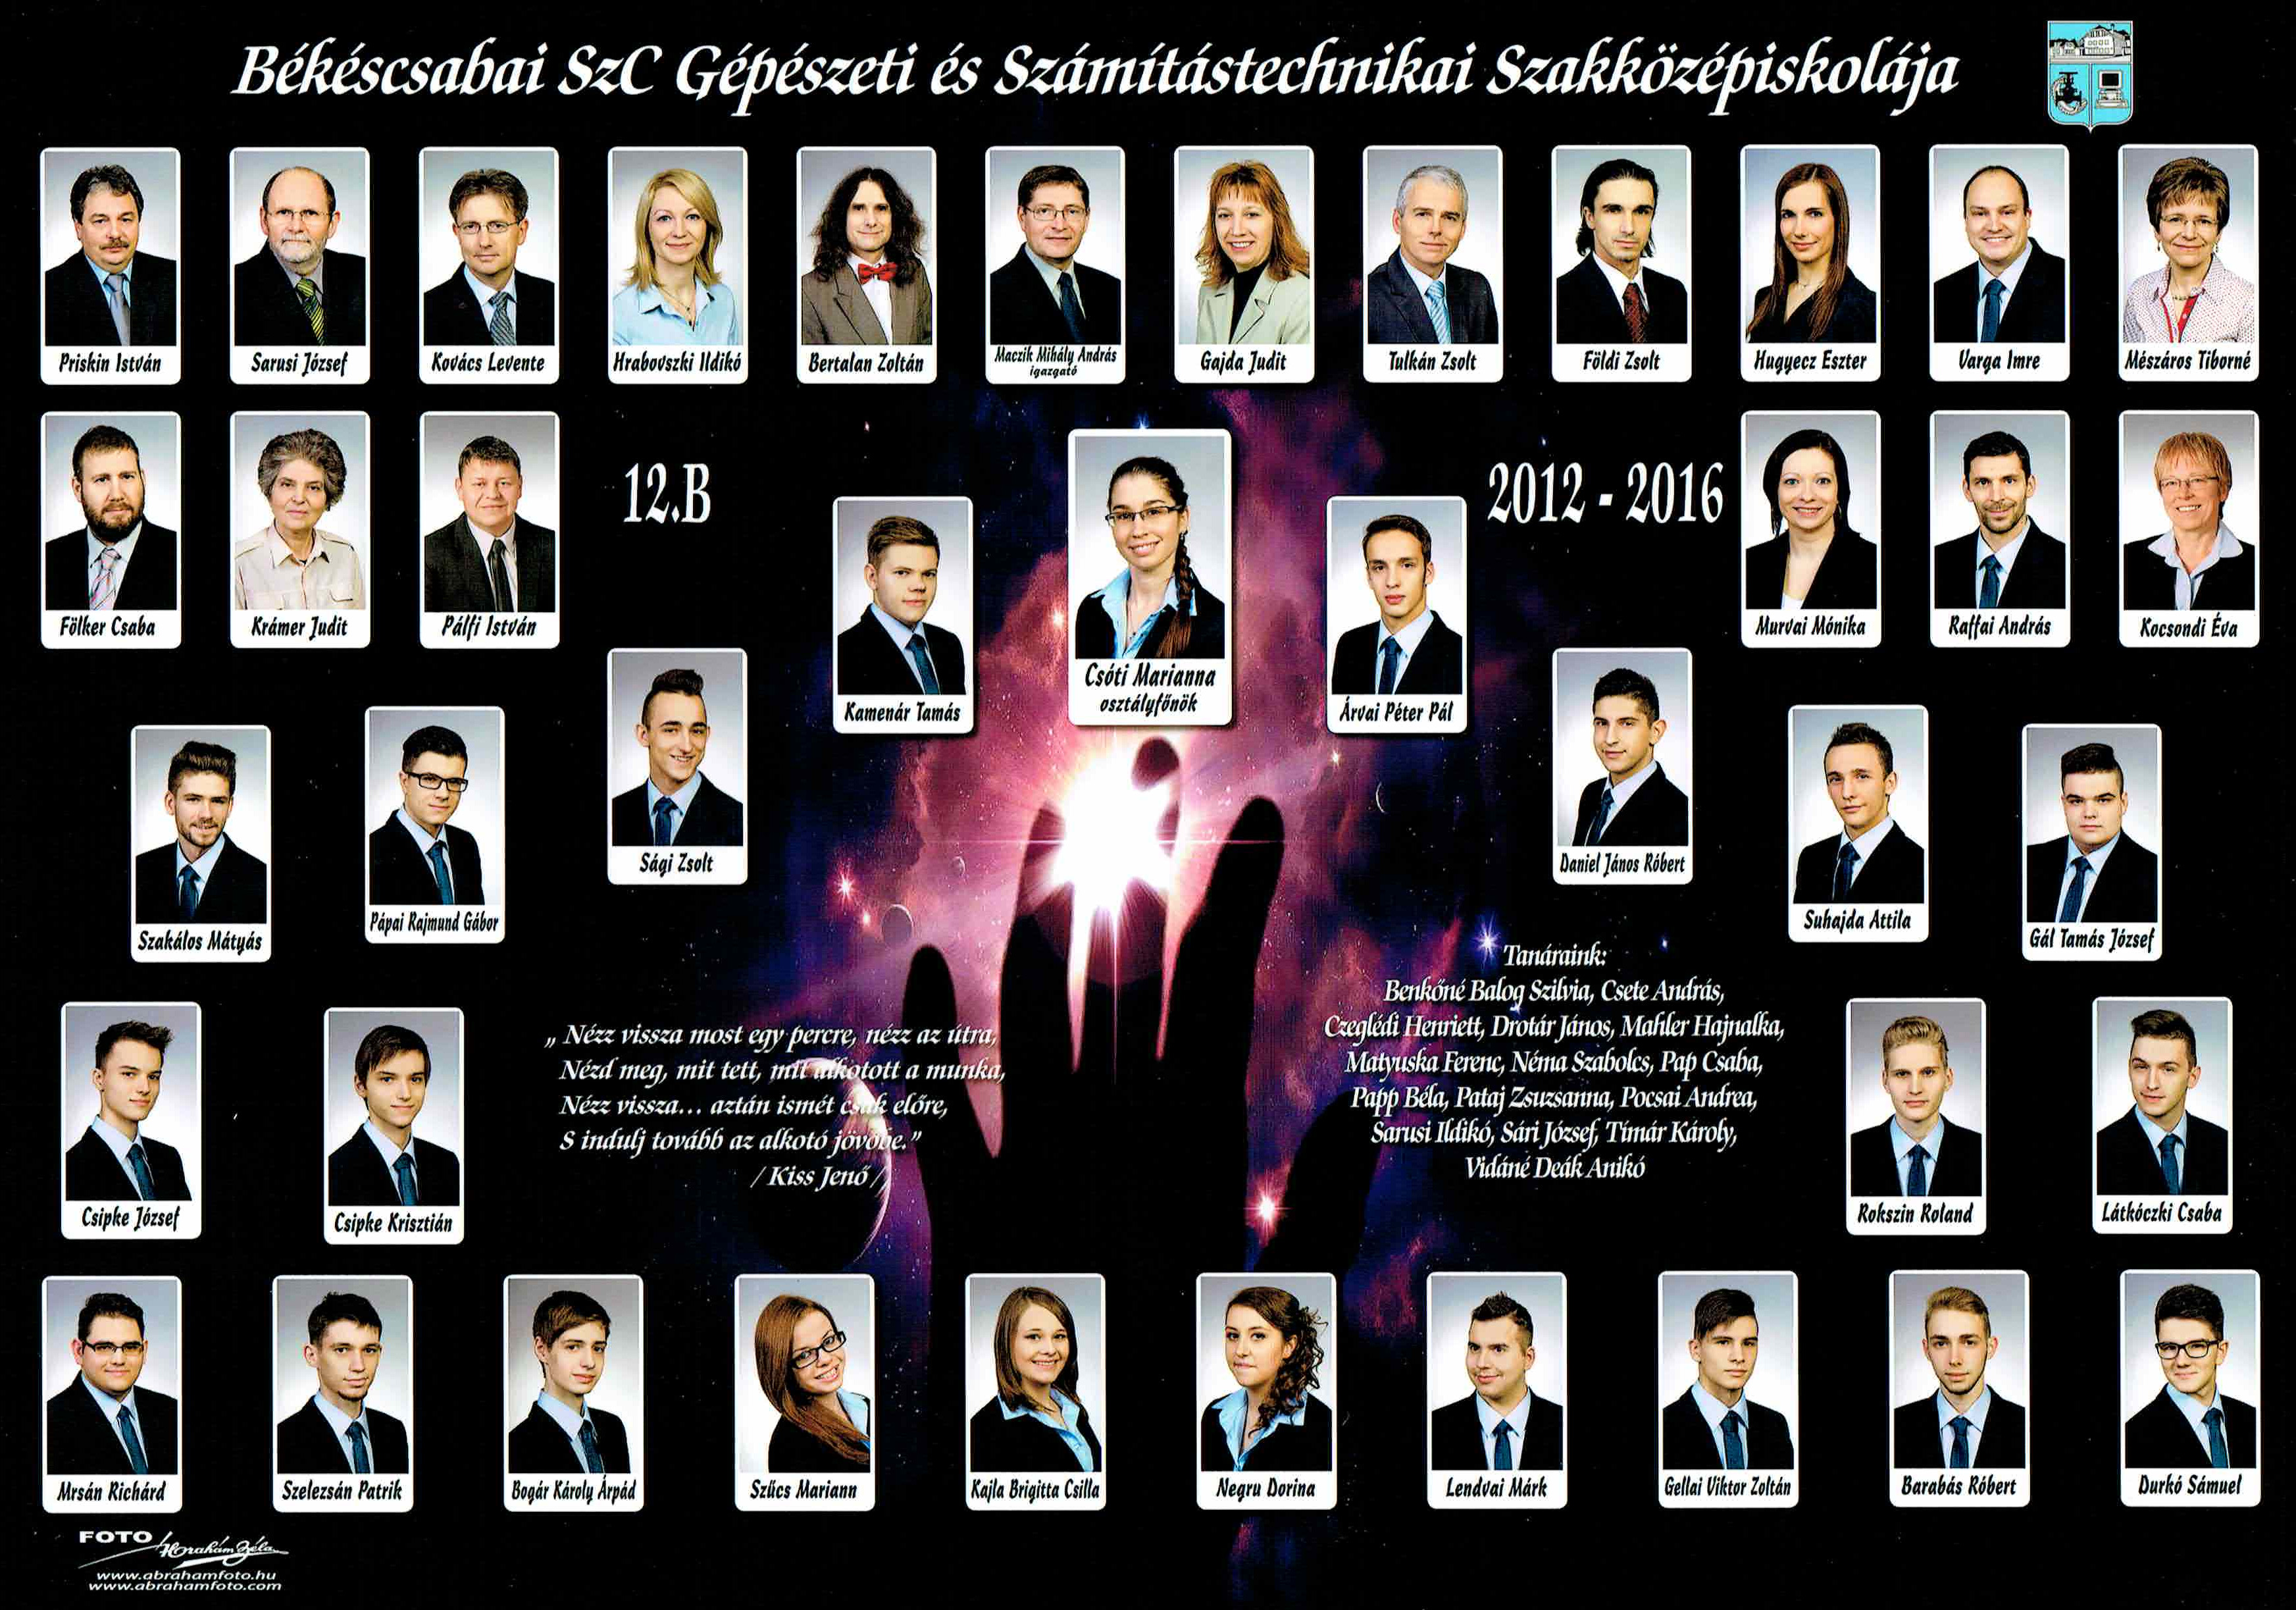 Békéscsabai SzC Gépészeti és Számítástechnikai Szakközépiskolája
Priskin István
Sarusi József
Kovács Levente
Hrabovszki Ildikó
Bertalan Zoltán
Maczik Mihály András
igazgató
Gajda Judit
Tulkán Zsolt
Földi Zsolt
Hugyecz Eszter
Varga Imre
Mészáros Tiborné
Fölker Csaba
Krámer Judit
Pálfi István
12.B
Kamenár Tamás
Csóti Marianna
osztályfőnök
Árvai Péter Pál
2012 - 2016
Murvai Mónika
Raffai András
Kocsondi Éva
Szakálos Mátyás
Pápai Rajmund Gábor
Sági Zsolt
Daniel János Róbert
Suhajda Attila
Gál Tamás József
Csipke József
Csipke Krisztián
„ Nézz vissza most egy percre, nézz az útra,
Nézd meg, mit tett, mit alkotott a munka,
Nézz vissza... aztán ismét csak előre,
S indulj tovább az alkotó jövőbe.”
/ Kiss Jenő /
Tanáraink:
Benkőné Balog Szilvia, Csete András,
Czeglédi Henriett, Drotár János, Mahler Hajnalka,
Matyuska Ferenc, Néma Szabolcs, Pap Csaba,
Papp Béla, Pataj Zsuzsanna, Pocsai Andrea,
Sarusi Ildikó, Sári József, Tímár Károly,
Vidáné Deák Anikó
Rokszin Roland
Látkóczki Csaba
Mrsán Richárd
Szelezsán Patrik
Bogár Károly Árpád
Szűcs Mariann
Kajla Brigitta Csilla
Negru Dorina
Lendvai Márk
Gellai Viktor Zoltán
Barabás Róbert
Durkó Sámuel
FOTO Ábrahám Béla
www.abrahamfoto.hu
www.abrahamfoto.com